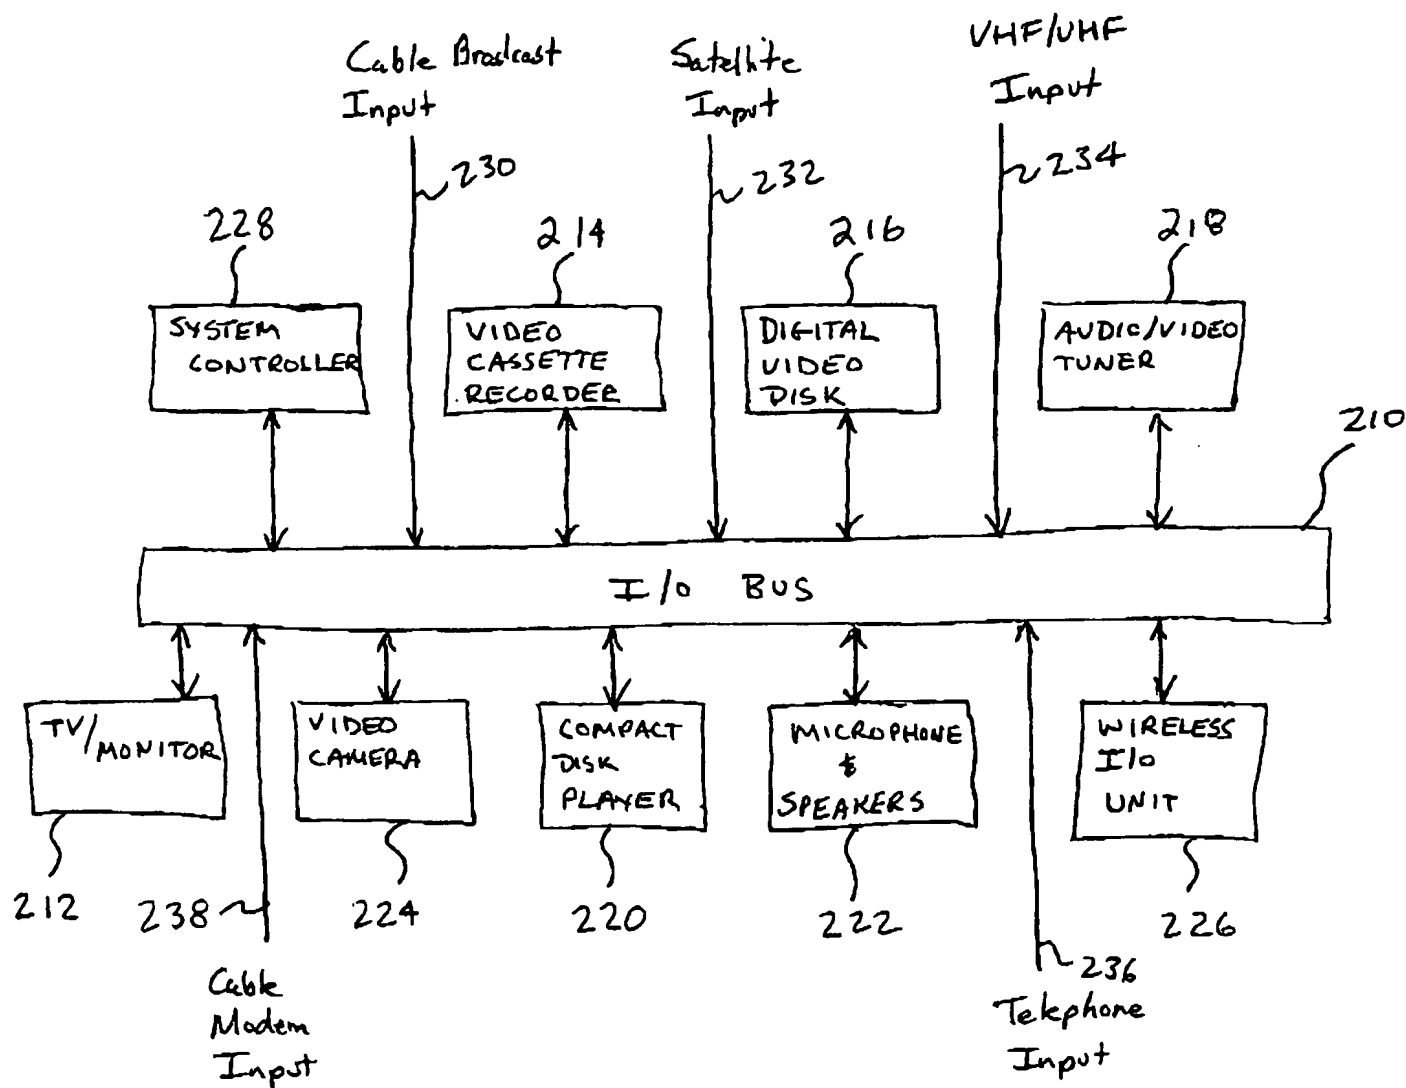 Cable Broadcast
Input
Satellite
Input
VHF/UHF
Input
230
232
234
228
214
216
218
SYSTEM
CONTROLLER
VIDEO
CASSETTE
RECORDER
DIGITAL
VIDEO
DISK
AUDIO/VIDEO
TUNER
210
I/O BUS
TV/
MONITOR
VIDEO
CAMERA
COMPACT
DISK
PLAYER
MICROPHONE
&
SPEAKERS
WIRELESS
I/O
UNIT
212
238
224
220
222
236
226
Cable
Modem
Input
Telephone
Input